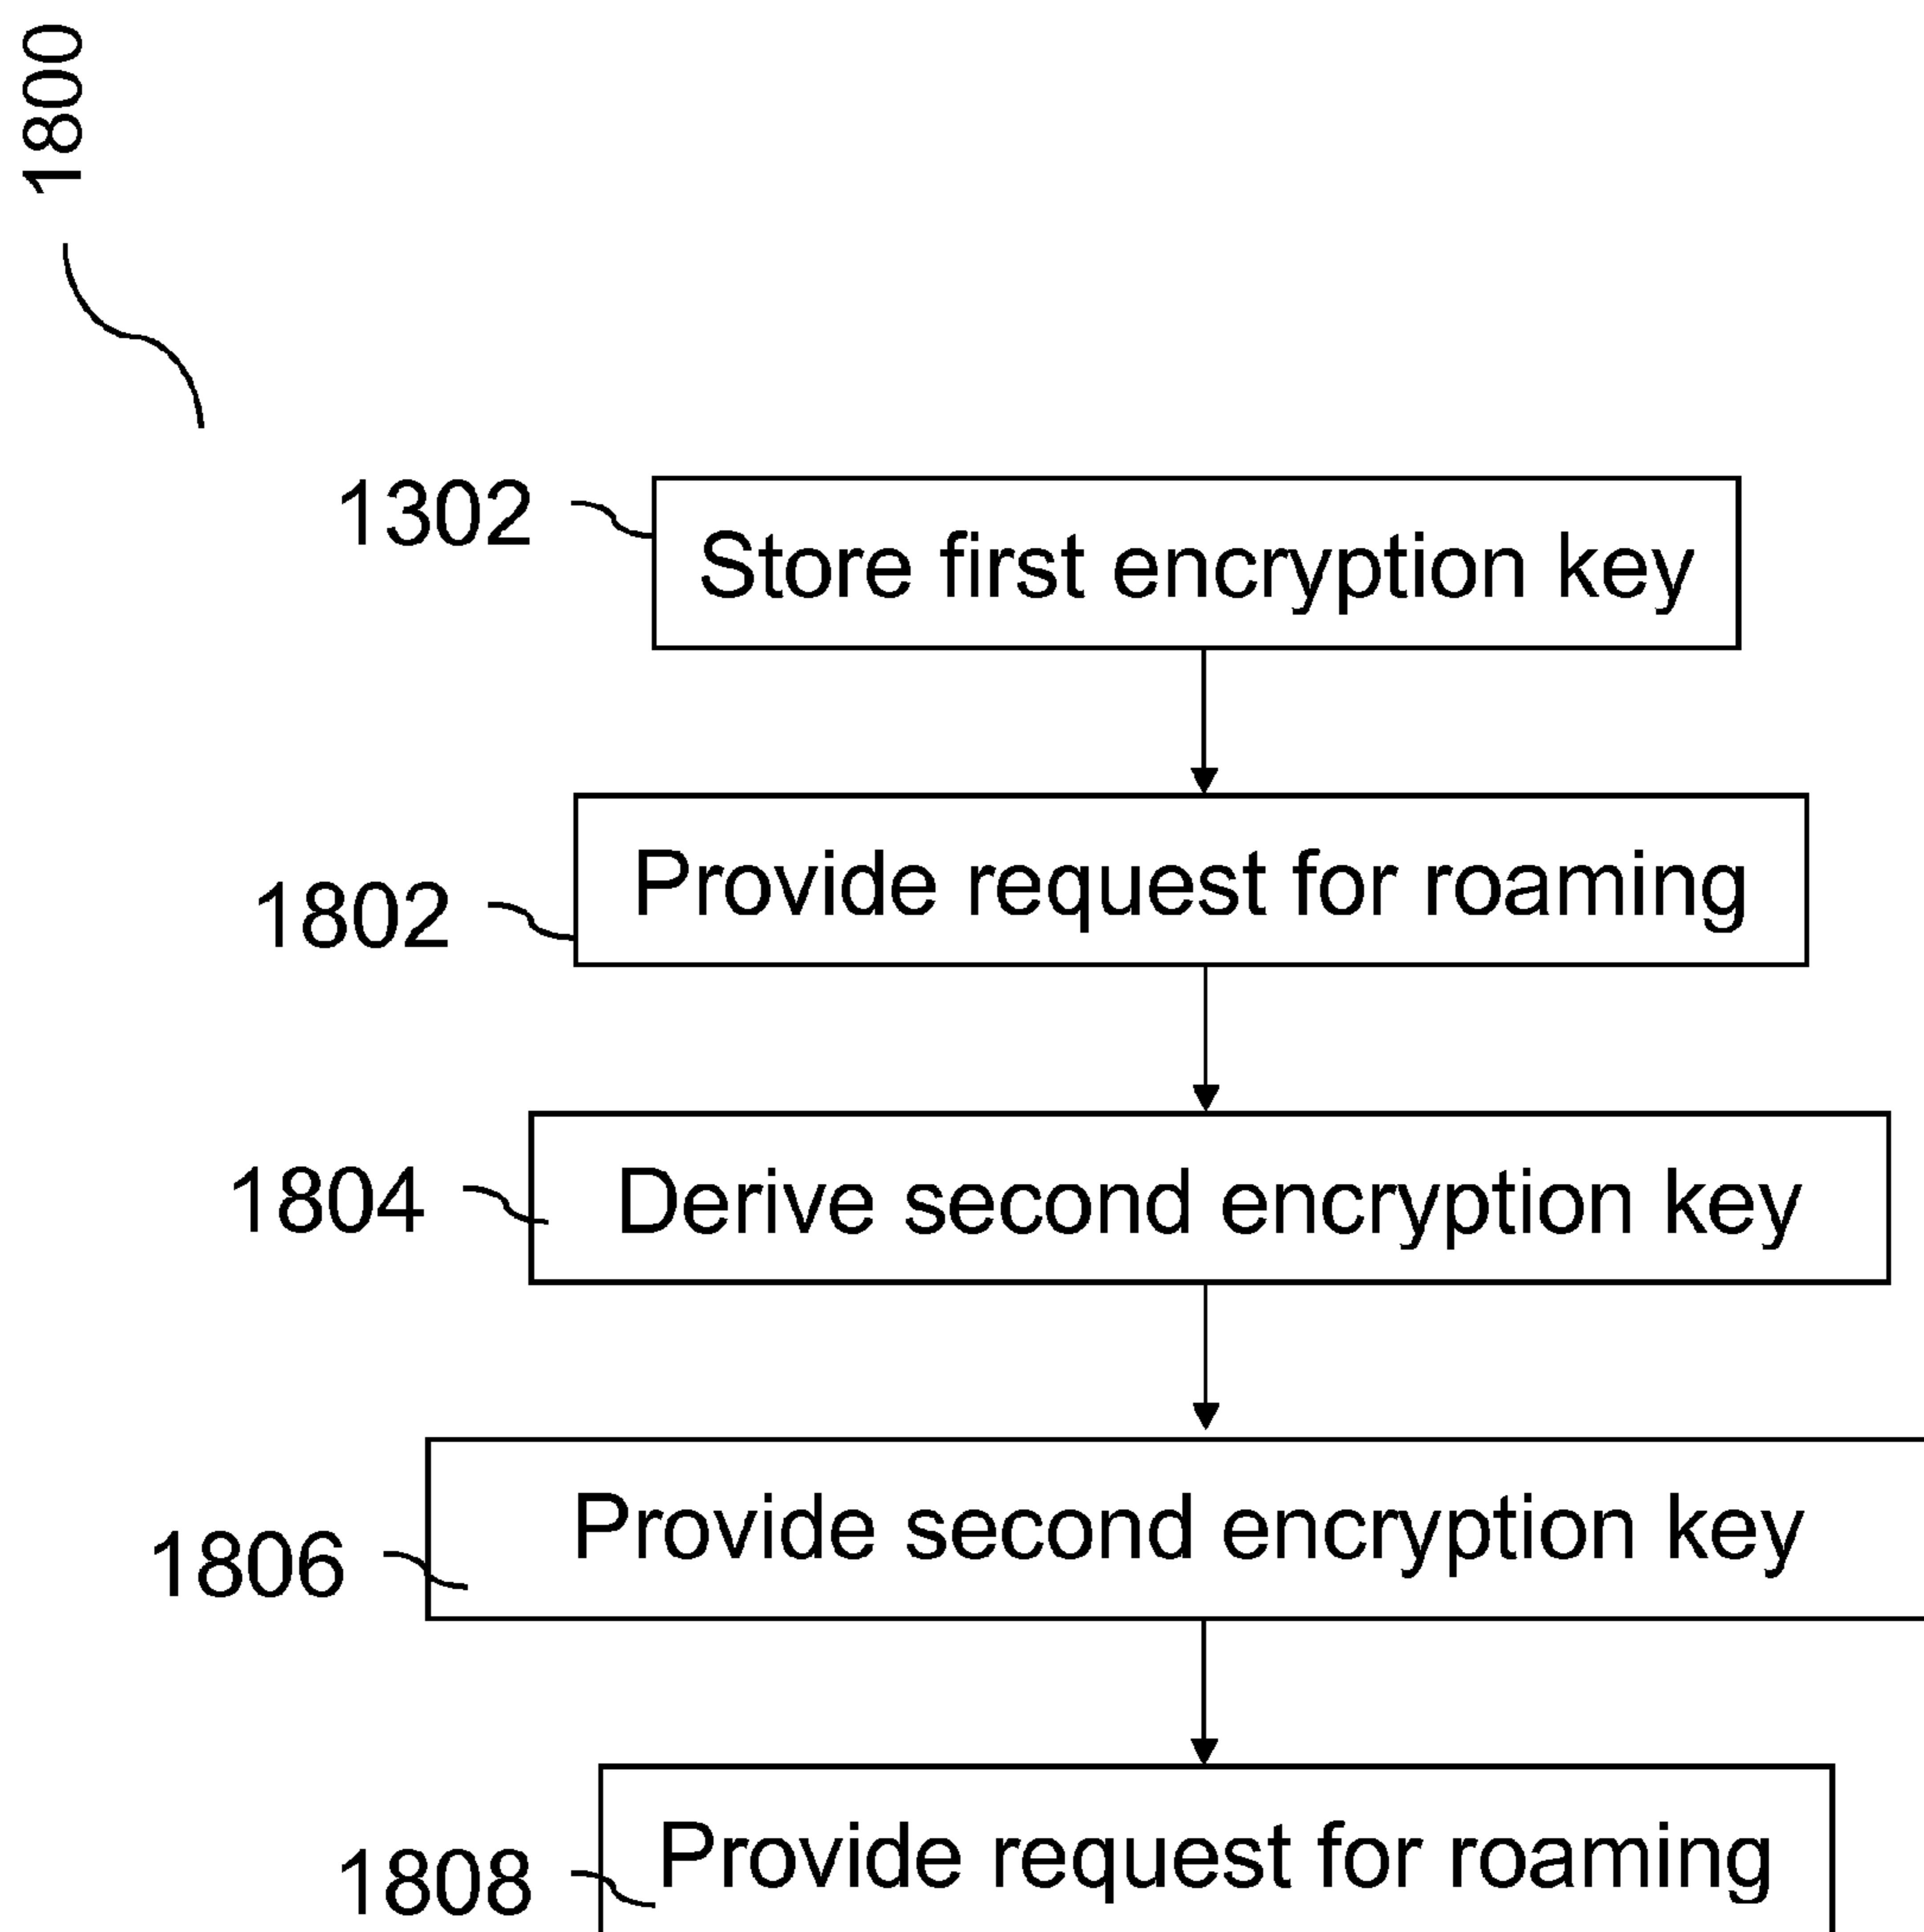 1800
1302
Store first encryption key
1802
Provide request for roaming
1804
Derive second encryption key
1806
Provide second encryption key
1808
Provide request for roaming